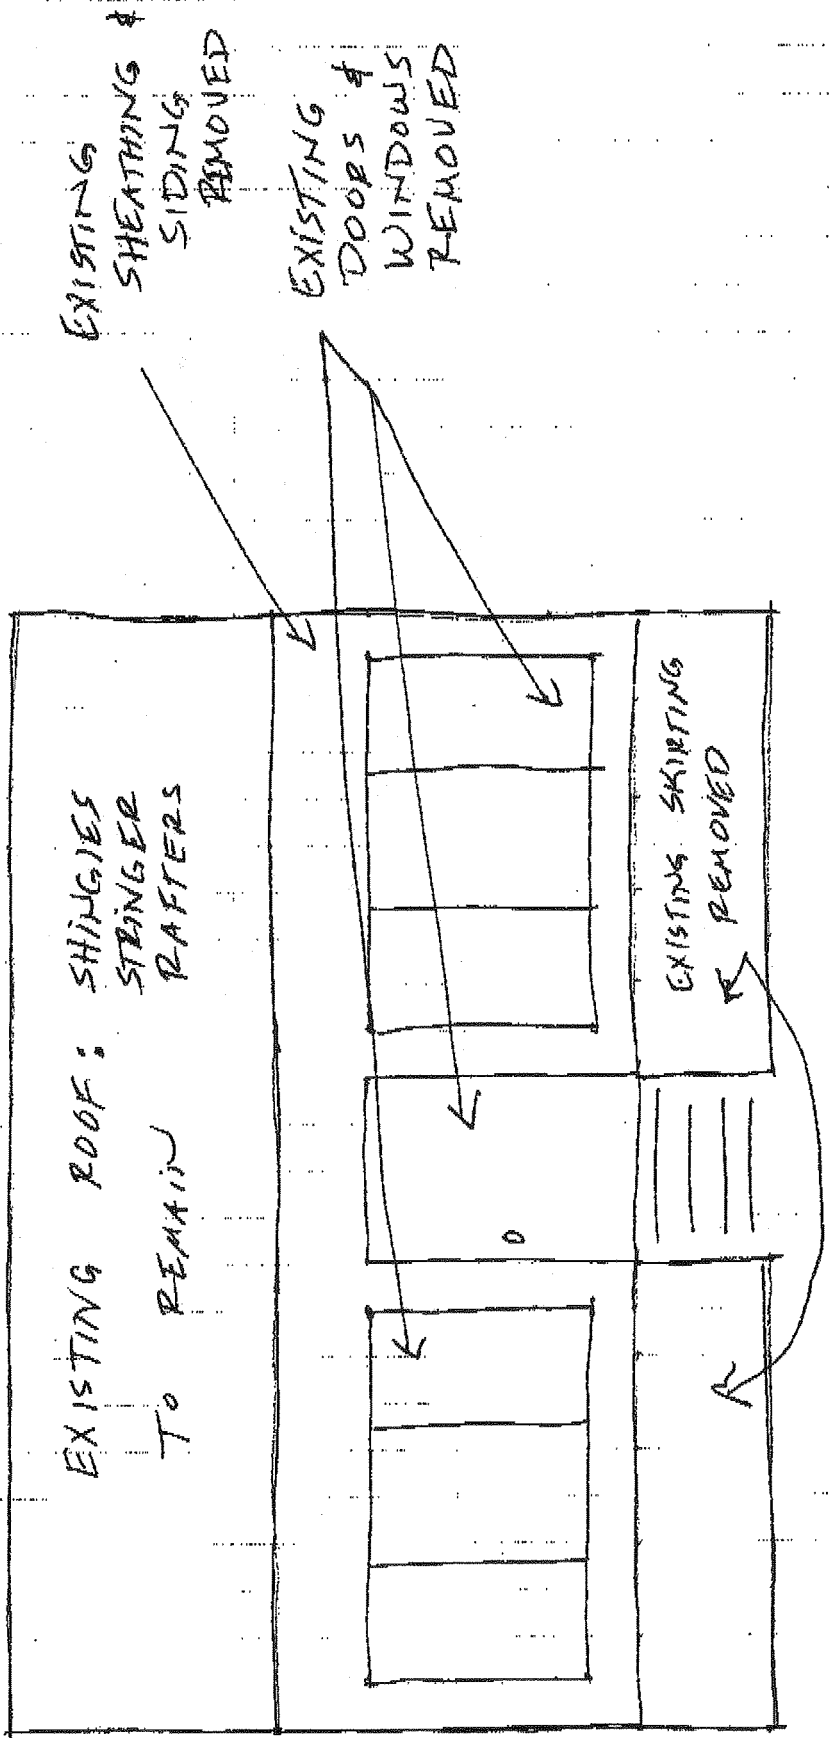 EXISTING ROOF: SHINGLES
STRINGER
TO REMAIN RAFTERS
EXISTING
SHEATHING &
SIDING
REMOVED
EXISTING
DOORS &
WINDOWS
REMOVED
EXISTING SKIRTING
REMOVED